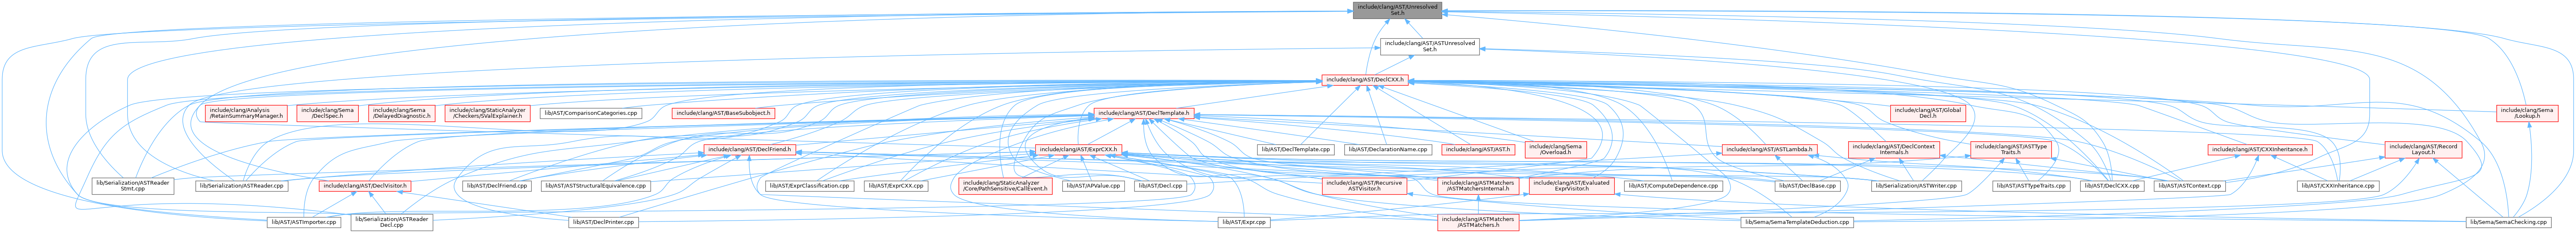 include/clang/AST/Unresolved
Set.h
include/clang/AST/ASTUnresolved
Set.h
include/clang/AST/DeclCXX.h
include/clang/Analysis
/RetainSummaryManager.h
include/clang/Sema
/DeclSpec.h
include/clang/Sema
/DelayedDiagnostic.h
include/clang/StaticAnalyzer
/Checkers/SValExplainer.h
lib/AST/ComparisonCategories.cpp
include/clang/AST/BaseSubobject.h
include/clang/AST/DeclTemplate.h
include/clang/AST/Global
Decl.h
include/clang/Sema
/Lookup.h
include/clang/AST/DeclFriend.h
include/clang/AST/ExprCXX.h
lib/AST/DeclTemplate.cpp
lib/AST/DeclarationName.cpp
include/clang/AST/AST.h
include/clang/Sema
/Overload.h
include/clang/AST/ASTLambda.h
include/clang/AST/DeclContext
Internals.h
include/clang/AST/ASTType
Traits.h
include/clang/AST/CXXInheritance.h
include/clang/AST/Record
Layout.h
lib/Serialization/ASTReader
Stmt.cpp
lib/Serialization/ASTReader.cpp
include/clang/AST/DeclVisitor.h
lib/AST/DeclFriend.cpp
lib/AST/ASTStructuralEquivalence.cpp
lib/AST/ExprClassification.cpp
lib/AST/ExprCXX.cpp
include/clang/StaticAnalyzer
/Core/PathSensitive/CallEvent.h
lib/AST/APValue.cpp
lib/AST/Decl.cpp
include/clang/AST/Recursive
ASTVisitor.h
include/clang/ASTMatchers
/ASTMatchersInternal.h
include/clang/AST/Evaluated
ExprVisitor.h
lib/AST/ComputeDependence.cpp
lib/AST/DeclBase.cpp
lib/Serialization/ASTWriter.cpp
lib/AST/ASTTypeTraits.cpp
lib/AST/DeclCXX.cpp
lib/AST/ASTContext.cpp
lib/AST/CXXInheritance.cpp
lib/AST/ASTImporter.cpp
lib/Serialization/ASTReader
Decl.cpp
lib/AST/DeclPrinter.cpp
lib/AST/Expr.cpp
include/clang/ASTMatchers
/ASTMatchers.h
lib/Sema/SemaTemplateDeduction.cpp
lib/Sema/SemaChecking.cpp